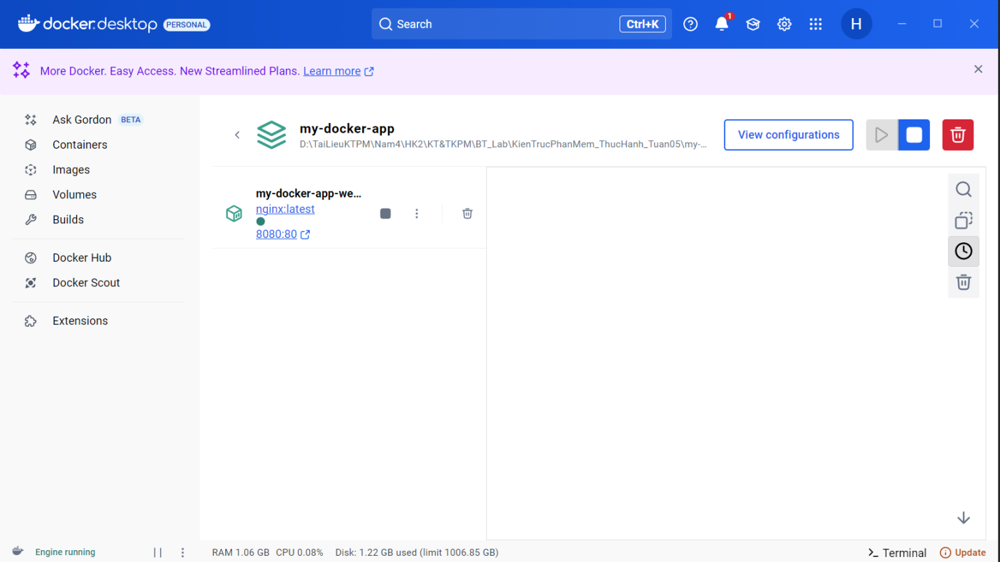 docker.desktop PERSONAL
Search
Ctrl+K
1
H
More Docker. Easy Access. New Streamlined Plans. Learn more
Ask Gordon BETA
Containers
Images
Volumes
Builds
Docker Hub
Docker Scout
Extensions
my-docker-app
D:\TaiLieuKTPM\Nam4\HK2\KT&TKPM\BT_Lab\KienTrucPhanMem_ThucHanh_Tuan05\my-...
View configurations
my-docker-app-we...
nginx:latest
8080:80
Engine running
RAM 1.06 GB CPU 0.08% Disk: 1.22 GB used (limit 1006.85 GB)
Terminal
Update